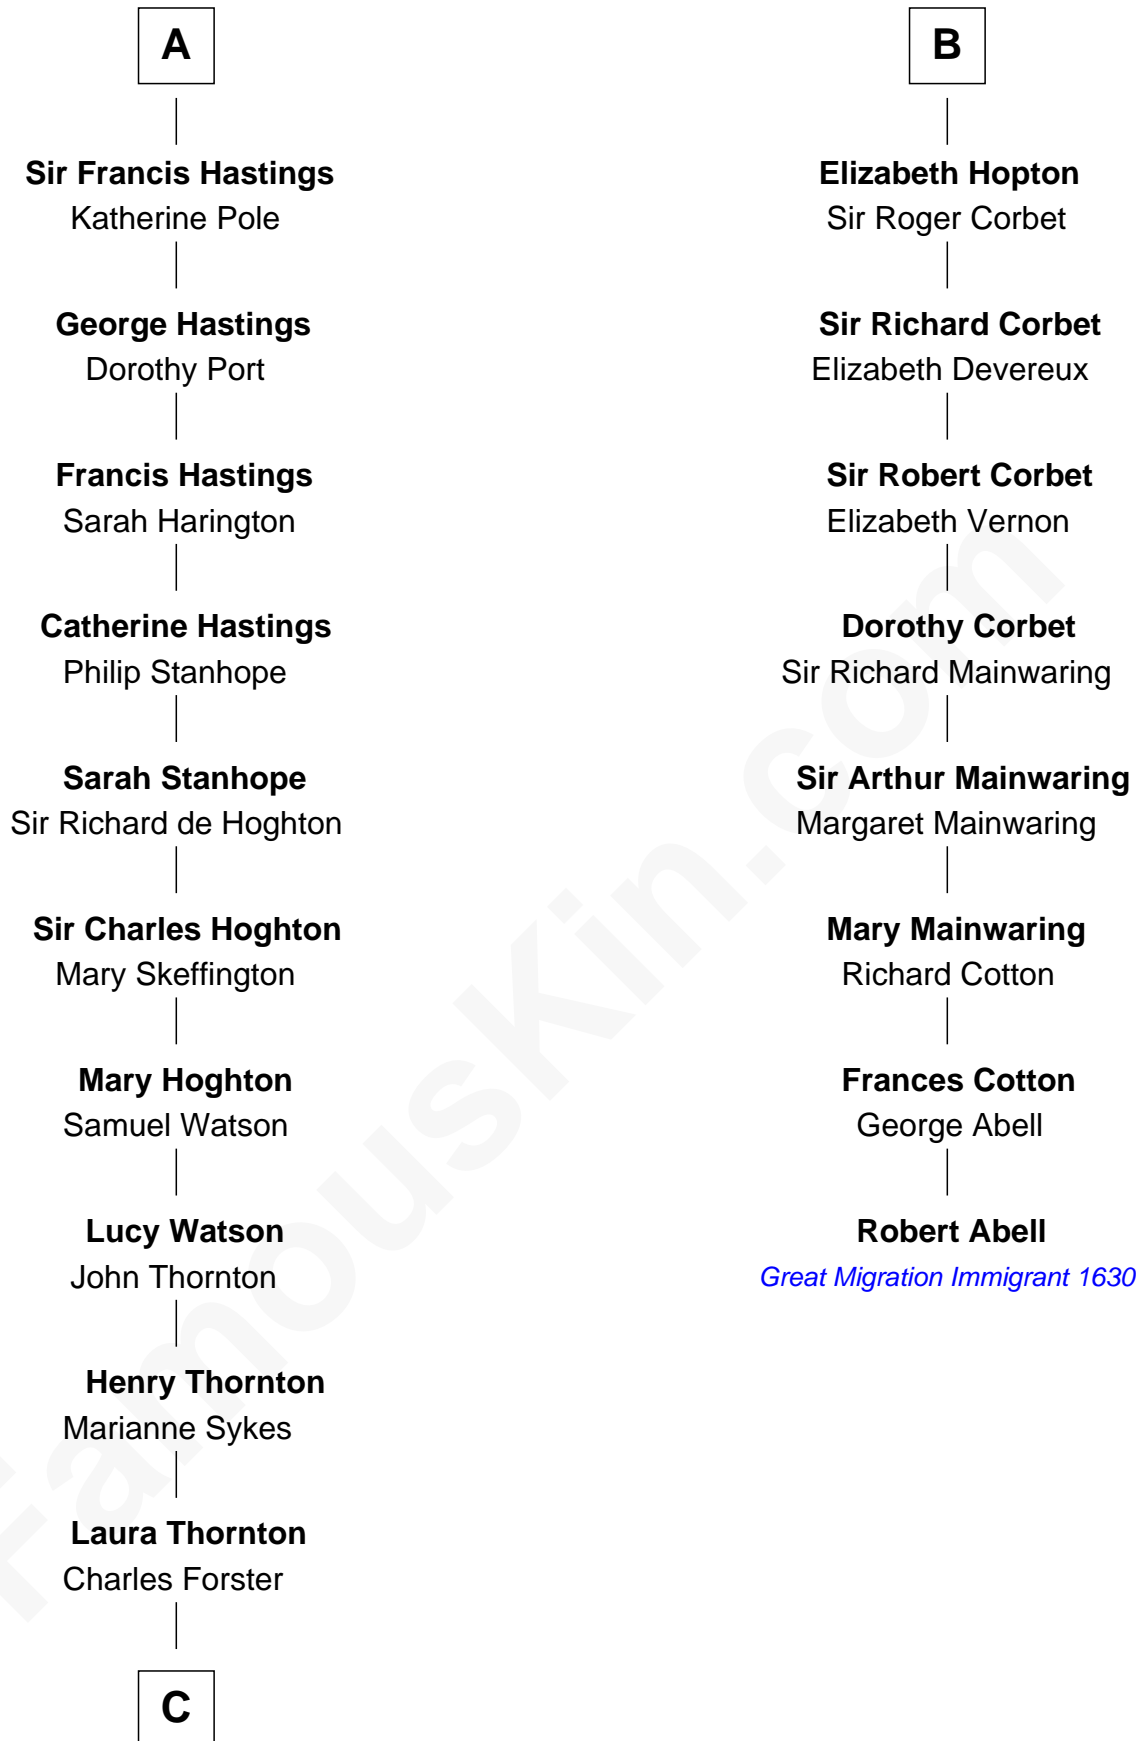 A
Sir Francis Hastings
Katherine Pole
George Hastings
Dorothy Port
Francis Hastings
Sarah Harington
Catherine Hastings
Philip Stanhope
Sarah Stanhope
Sir Richard de Hoghton
Sir Charles Hoghton
Mary Skeffington
Mary Hoghton
Samuel Watson
Lucy Watson
John Thornton
Henry Thornton
Marianne Sykes
Laura Thornton
Charles Forster
C
B
Elizabeth Hopton
Sir Roger Corbet
Sir Richard Corbet
Elizabeth Devereux
Sir Robert Corbet
Elizabeth Vernon
Dorothy Corbet
Sir Richard Mainwaring
Sir Arthur Mainwaring
Margaret Mainwaring
Mary Mainwaring
Richard Cotton
Frances Cotton
George Abell
Robert Abell
Great Migration Immigrant 1630
FamousKin.com